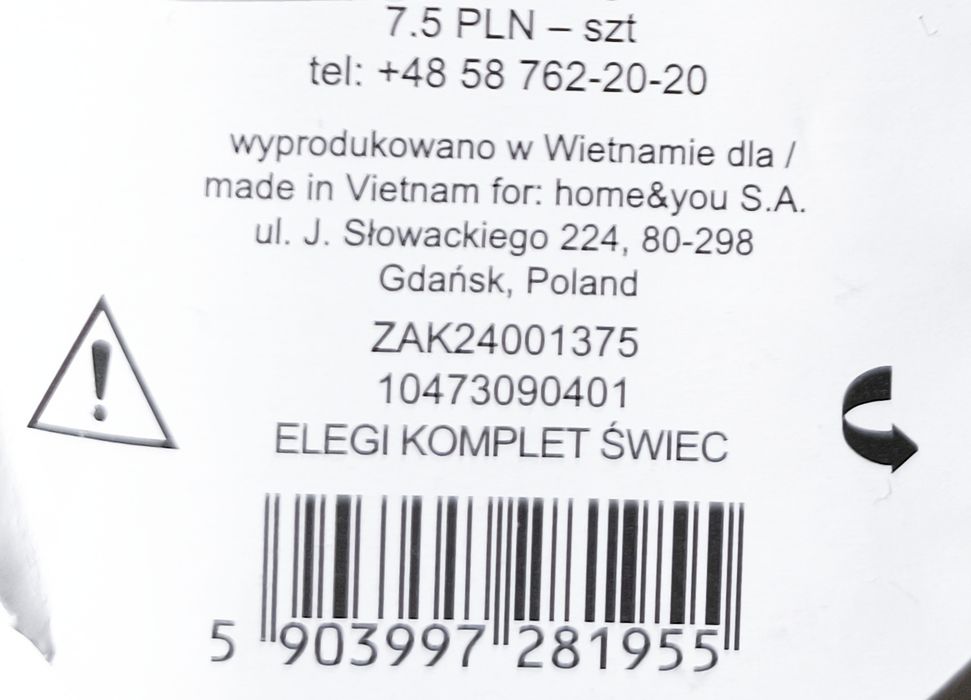 7.5 PLN – szt
tel: +48 58 762-20-20
wyprodukowano w Wietnamie dla /
made in Vietnam for: home&you S.A.
ul. J. Słowackiego 224, 80-298
Gdańsk, Poland
ZAK24001375
10473090401
ELEGI KOMPLET ŚWIEC
5 903997 281955